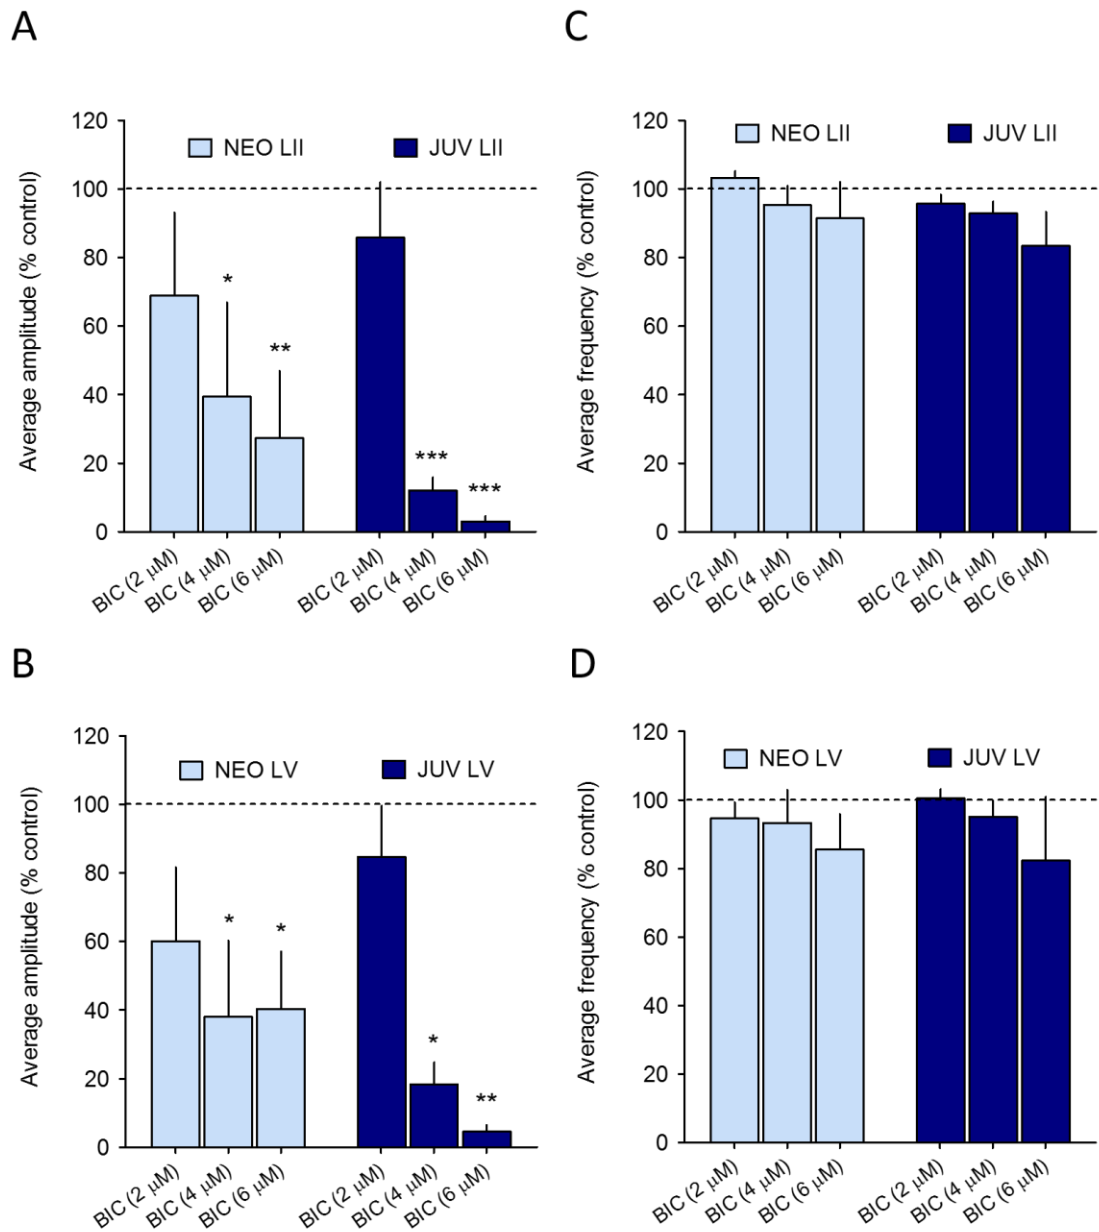 A
Average amplitude (% control)
120
100
80
60
40
20
0
NEO LII
JUV LII
*
**
***
***
BIC (2 μM)
BIC (4 μM)
BIC (6 μM)
BIC (2 μM)
BIC (4 μM)
BIC (6 μM)
C
Average frequency (% control)
120
100
80
60
40
20
0
NEO LII
JUV LII
BIC (2 μM)
BIC (4 μM)
BIC (6 μM)
BIC (2 μM)
BIC (4 μM)
BIC (6 μM)
B
Average amplitude (% control)
120
100
80
60
40
20
0
NEO LV
JUV LV
*
*
*
**
BIC (2 μM)
BIC (4 μM)
BIC (6 μM)
BIC (2 μM)
BIC (4 μM)
BIC (6 μM)
D
Average frequency (% control)
120
100
80
60
40
20
0
NEO LV
JUV LV
BIC (2 μM)
BIC (4 μM)
BIC (6 μM)
BIC (2 μM)
BIC (4 μM)
BIC (6 μM)